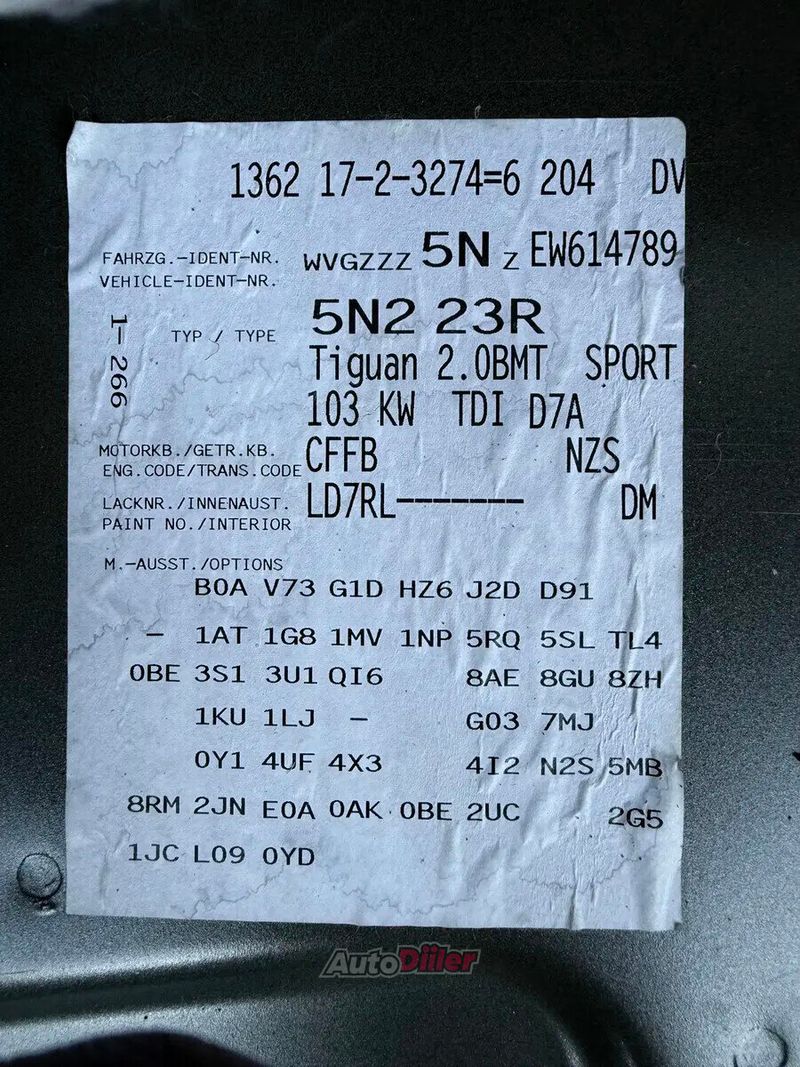 1362 17-2-3274=6 204 DV
FAHRZG.-IDENT-NR. WVGZZZ 5N Z EW614789
VEHICLE-IDENT-NR.
5N2 23R
TYP / TYPE
1- 266
Tiguan 2.0BMT SPORT
103 KW TDI D7A
MOTORKB./GETR.KB. CFFB NZS
ENG.CODE/TRANS.CODE
LACKNR./INNENAUST. LD7RL------- DM
PAINT NO./INTERIOR
M.-AUSST./OPTIONS
B0A V73 G1D HZ6 J2D D91
- 1AT 1G8 1MV 1NP 5RQ 5SL TL4
0BE 3S1 3U1 QI6 8AE 8GU 8ZH
1KU 1LJ - G03 7MJ
0Y1 4UF 4X3 4I2 N2S 5MB
8RM 2JN E0A 0AK 0BE 2UC 2G5
1JC L09 0YD
AutoDiler